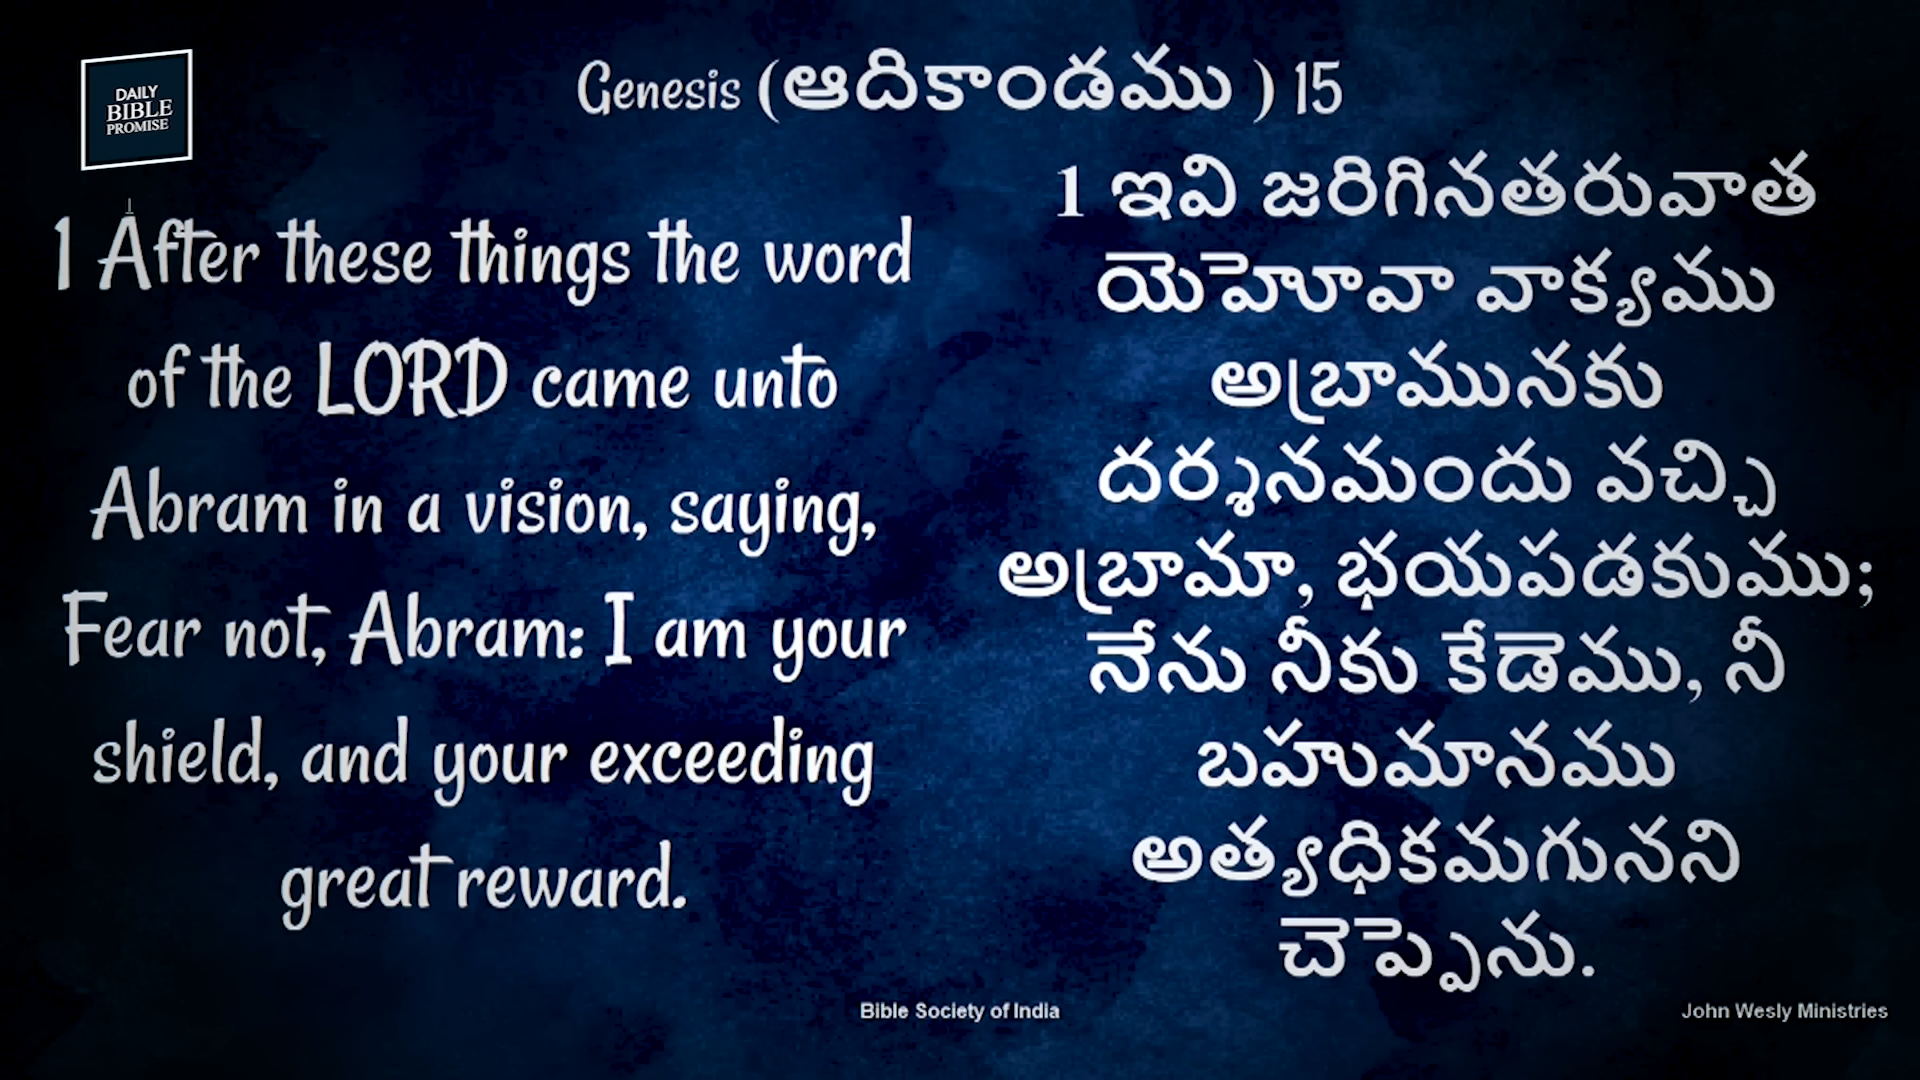 DAILY
BIBLE
PROMISE
Genesis (ఆదికాండము ) 15
1 After these things the word
of the LORD came unto
Abram in a vision, saying,
Fear not, Abram: I am your
shield, and your exceeding
great reward.
1 ఇవి జరిగినతరువాత
యెహెూవా వాక్యము
అబ్రామునకు
దర్శనమందు వచ్చి
అబ్రామా, భయపడకుము;
నేను నీకు కేడెము, నీ
బహుమానము
అత్యధికమగునని
చెప్పెను.
Bible Society of India
John Wesly Ministries